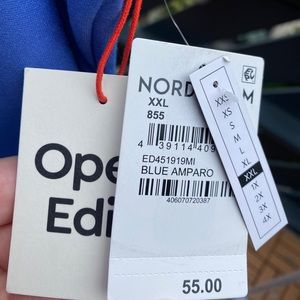 NORD
M
XXL
855
4 39114 409
ED451919MI
BLUE AMPARO
406070720387
55.00
Ope
Edi
XXS
XS
S
M
L
XL
XXL
1X
2X
3X
4X